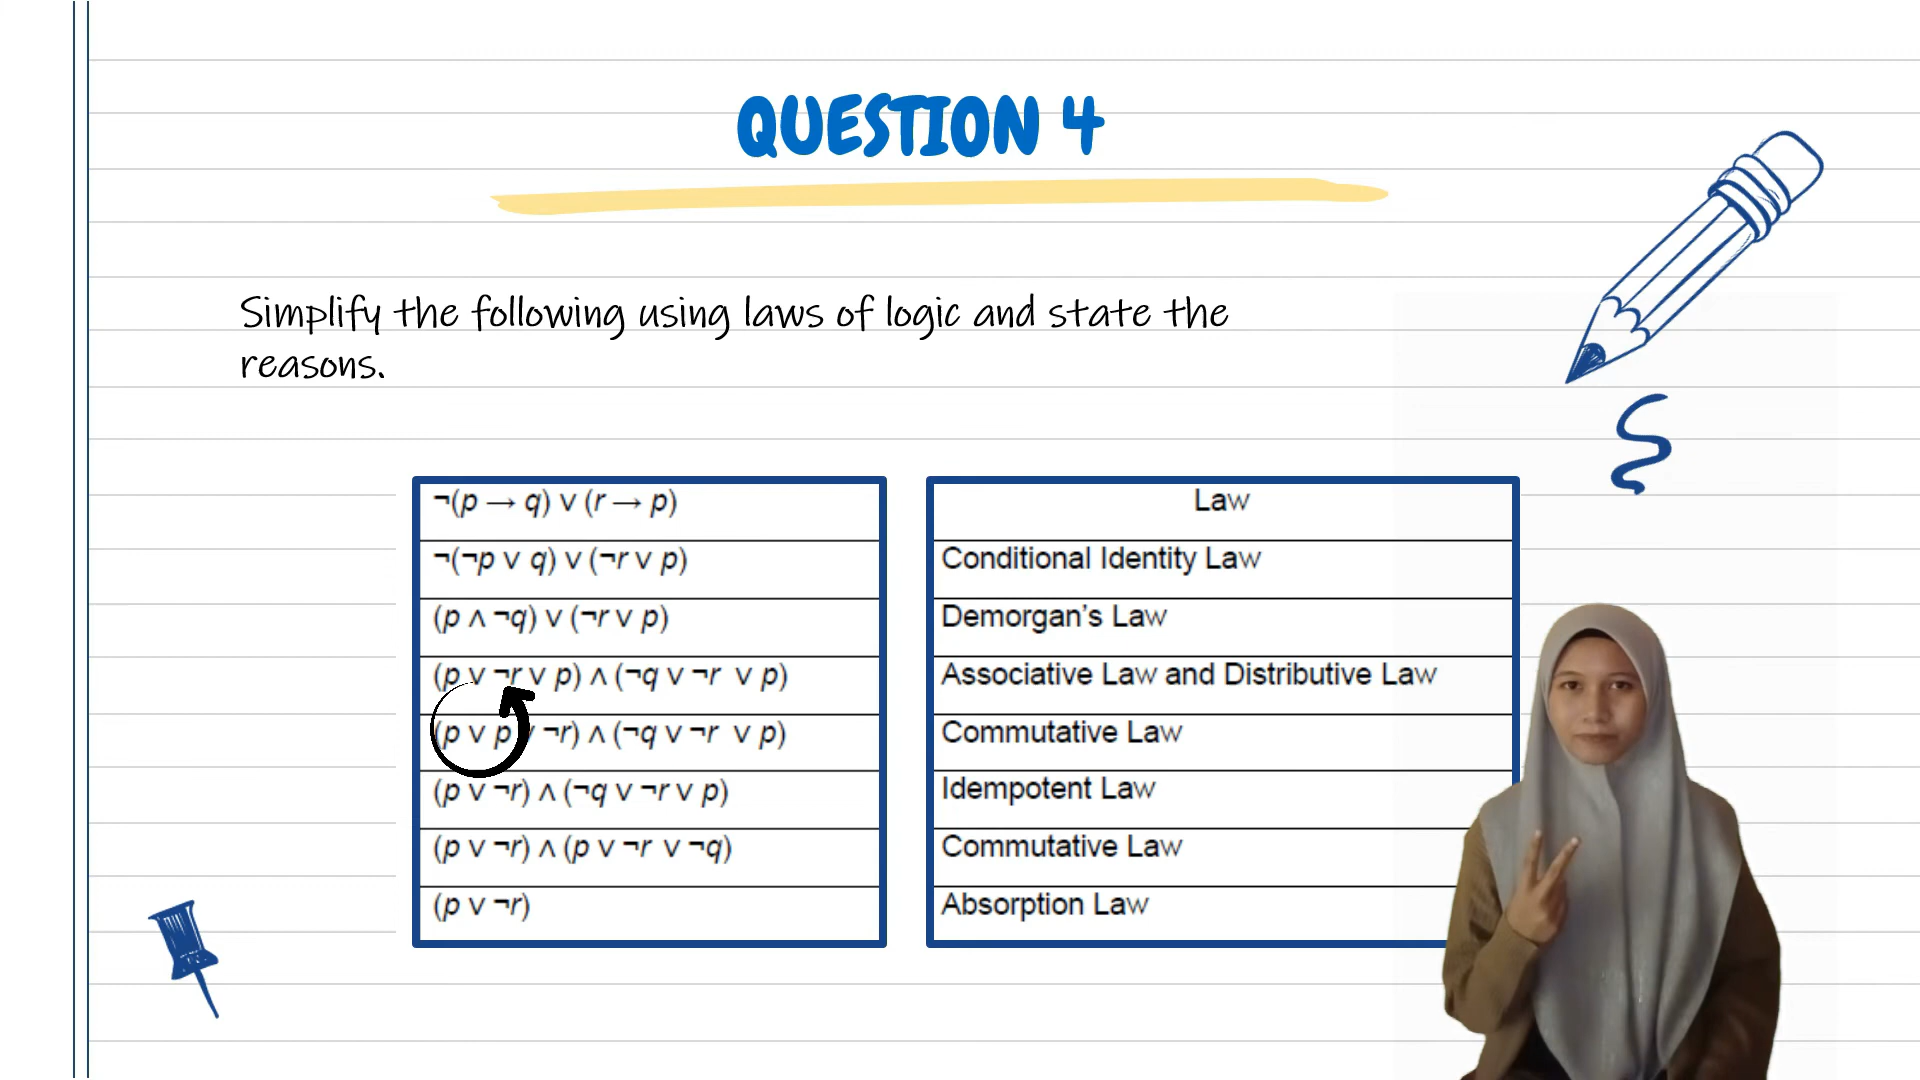 QUESTION 4
Simplify the following using laws of logic and state the
reasons.
¬(p → q) ∨ (r → p)
Law
¬(¬p ∨ q) ∨ (¬r ∨ p)
Conditional Identity Law
(p ∧ ¬q) ∨ (¬r ∨ p)
Demorgan's Law
(p ∨ ¬r ∨ p) ∧ (¬q ∨ ¬r ∨ p)
Associative Law and Distributive Law
(p ∨ p ∨ ¬r) ∧ (¬q ∨ ¬r ∨ p)
Commutative Law
(p ∨ ¬r) ∧ (¬q ∨ ¬r ∨ p)
Idempotent Law
(p ∨ ¬r) ∧ (p ∨ ¬r ∨ ¬q)
Commutative Law
(p ∨ ¬r)
Absorption Law